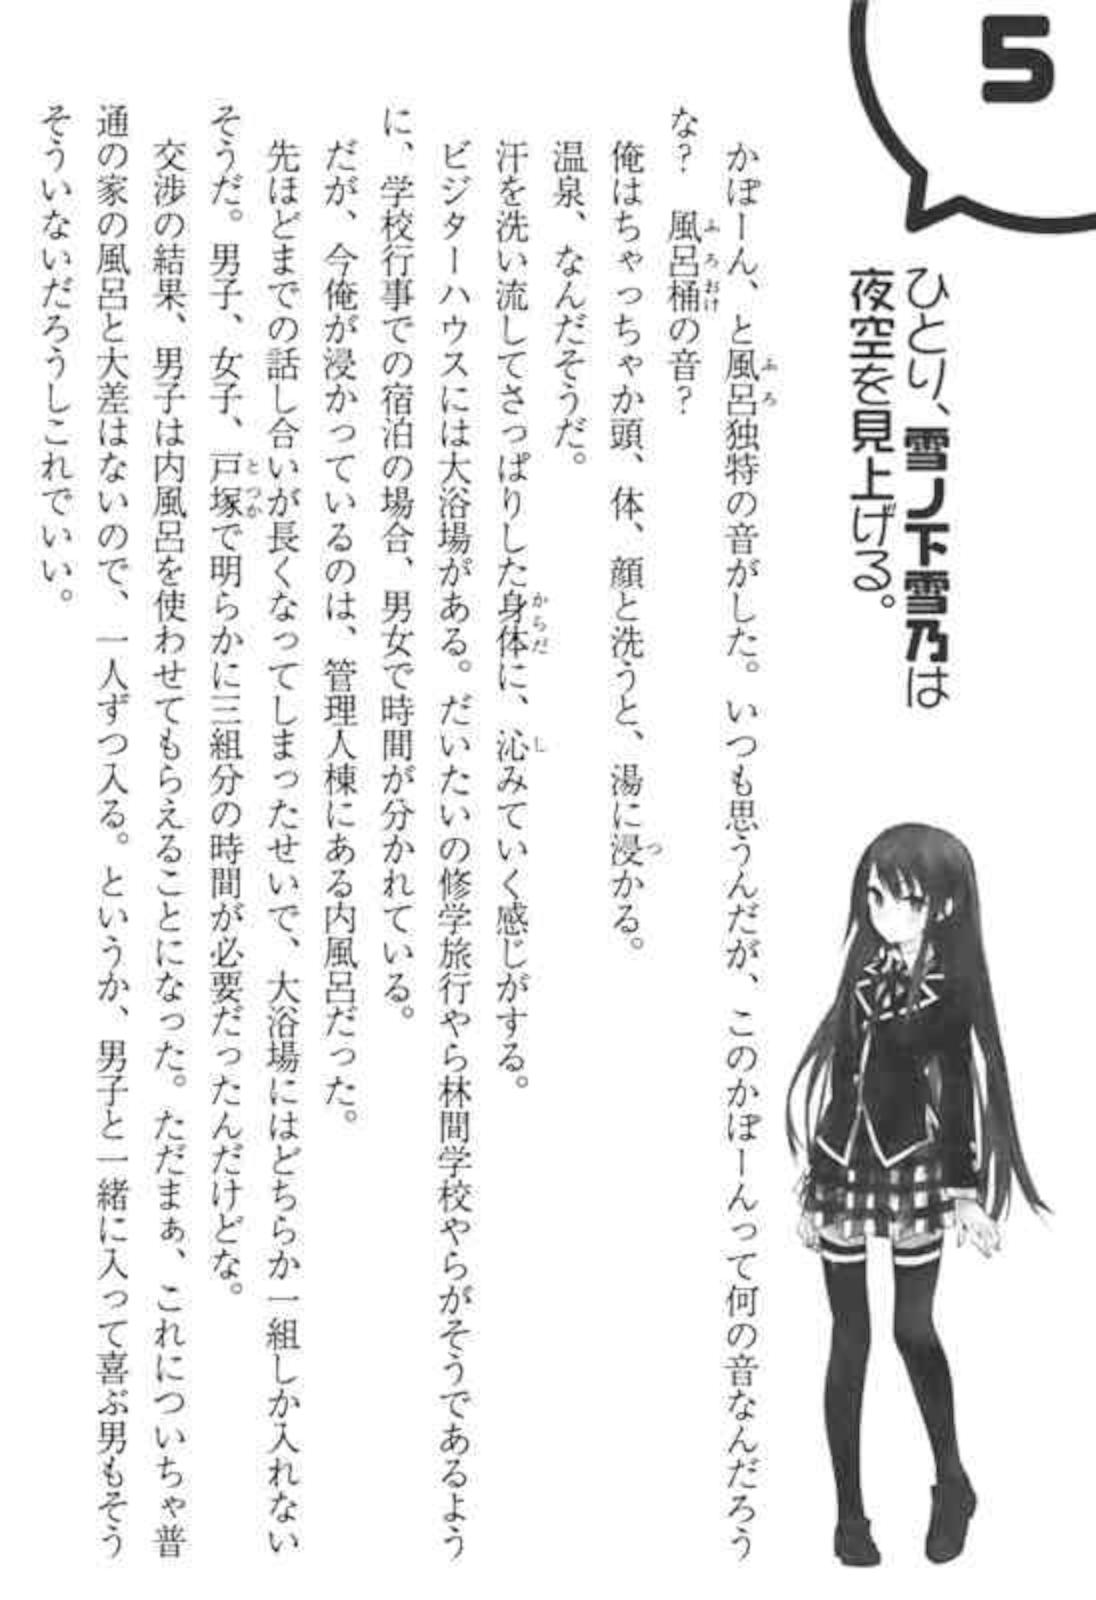 5
ひとり、雪ノ下雪乃は
夜空を見上げる。
かぽーん、と風呂独特の音がした。いつも思うんだが、このかぽーんって何の音なんだろう
な？　風呂桶の音？
俺はちゃっちゃか頭、体、顔と洗うと、湯に浸かる。
温泉、なんだそうだ。
汗を洗い流してさっぱりした身体に、沁みていく感じがする。
ビジターハウスには大浴場がある。だいたいの修学旅行やら林間学校やらがそうであるよう
に、学校行事での宿泊の場合、男女で時間が分かれている。
だが、今俺が浸かっているのは、管理人棟にある内風呂だった。
先ほどまでの話し合いが長くなってしまったせいで、大浴場にはどちらか一組しか入れない
そうだ。男子、女子、戸塚で明らかに三組分の時間が必要だったんだけどな。
交渉の結果、男子は内風呂を使わせてもらえることになった。ただまぁ、これについちゃ普
通の家の風呂と大差はないので、一人ずつ入る。というか、男子と一緒に入って喜ぶ男もそう
そういないだろうしこれでいい。